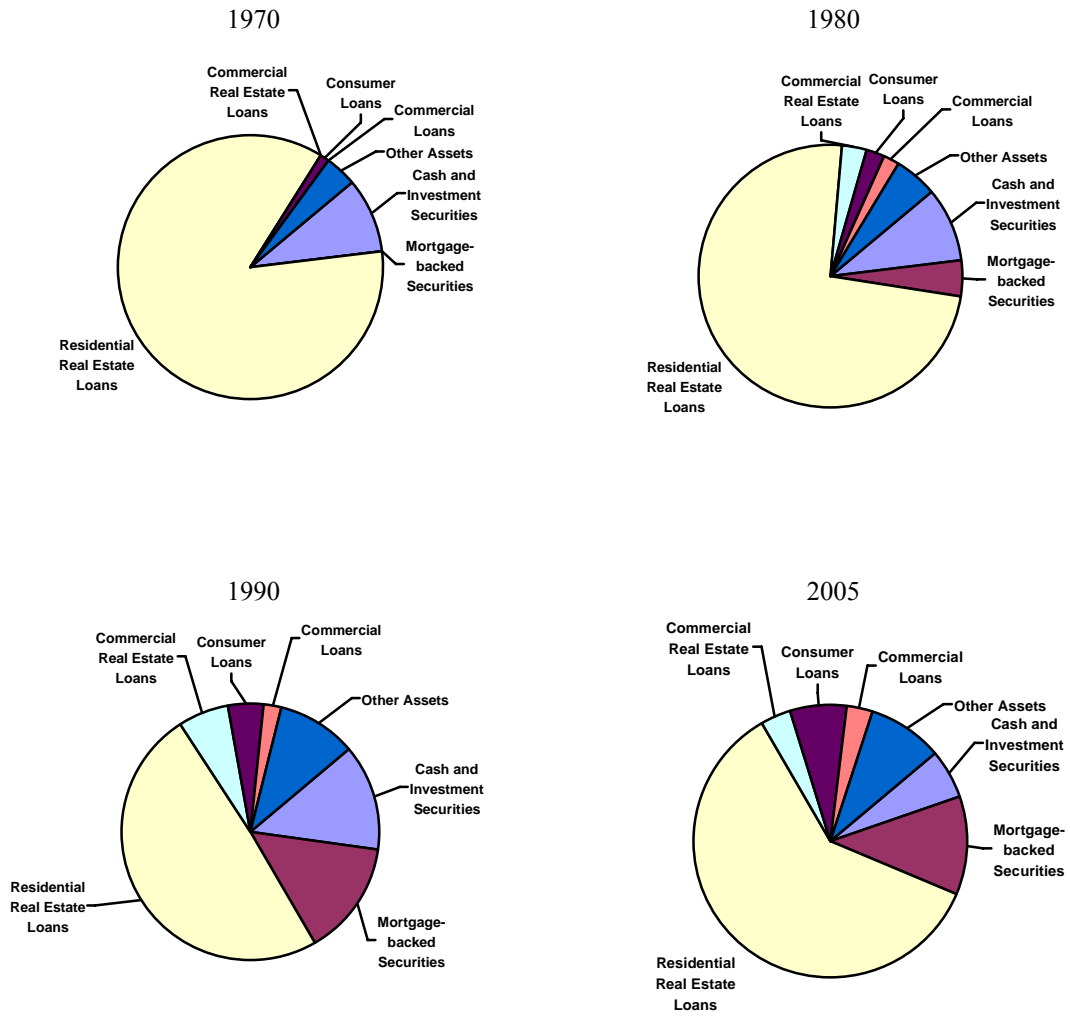 1970
Commercial
Real Estate
Loans
Consumer
Loans
Commercial
Loans
Other Assets
Cash and
Investment
Securities
Mortgage-
backed
Securities
Residential
Real Estate
Loans
1980
Commercial
Real Estate
Loans
Consumer
Loans
Commercial
Loans
Other Assets
Cash and
Investment
Securities
Mortgage-
backed
Securities
Residential
Real Estate
Loans
1990
Commercial
Real Estate
Loans
Consumer
Loans
Commercial Loans
Other Assets
Cash and
Investment
Securities
Mortgage-
backed
Securities
Residential
Real Estate
Loans
2005
Commercial
Real Estate
Loans
Consumer
Loans
Commercial
Loans
Other Assets
Cash and
Investment
Securities
Mortgage-
backed
Securities
Residential
Real Estate
Loans